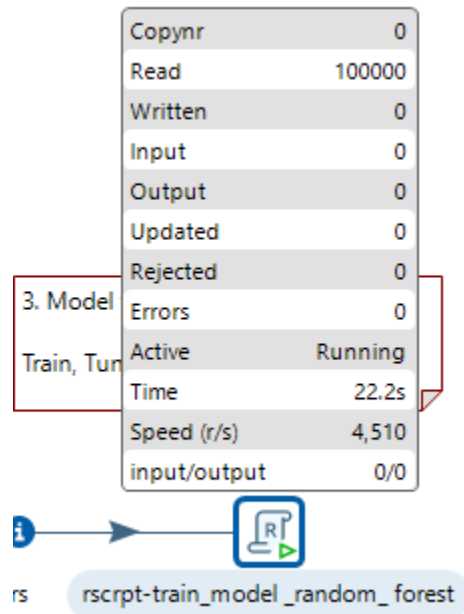 Copynr 0
Read 100000
Written 0
Input 0
Output 0
Updated 0
Rejected 0
3. Model
Errors 0
Train, Tun
Active Running
Time 22.2s
Speed (r/s) 4,510
input/output 0/0
R
i
rs
rscrpt-train_model _random_ forest